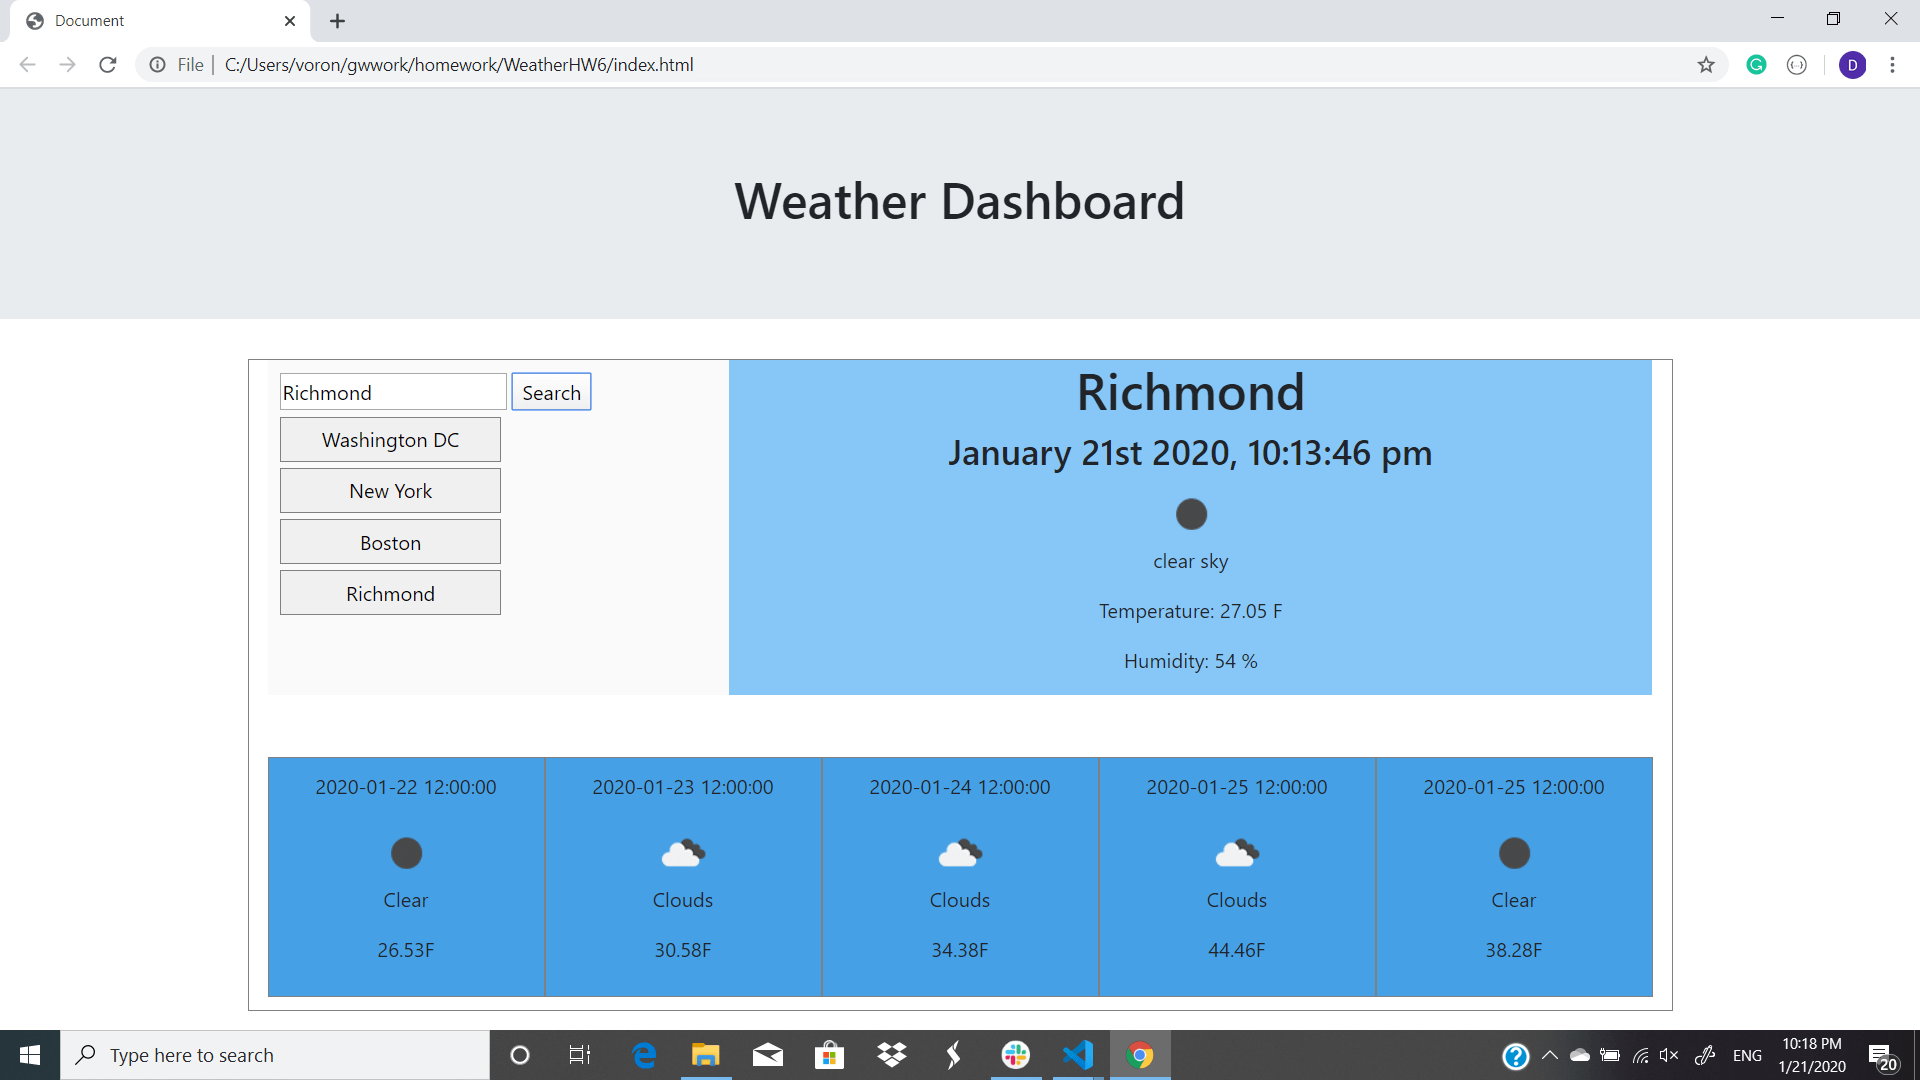 Document
File
C:/Users/voron/gwwork/homework/WeatherHW6/index.html
D
Weather Dashboard
Richmond
Search
Washington DC
New York
Boston
Richmond
Richmond
January 21st 2020, 10:13:46 pm
clear sky
Temperature: 27.05 F
Humidity: 54 %
2020-01-22 12:00:00
Clear
26.53F
2020-01-23 12:00:00
Clouds
30.58F
2020-01-24 12:00:00
Clouds
34.38F
2020-01-25 12:00:00
Clouds
44.46F
2020-01-25 12:00:00
Clear
38.28F
Type here to search
ENG
10:18 PM
1/21/2020
20